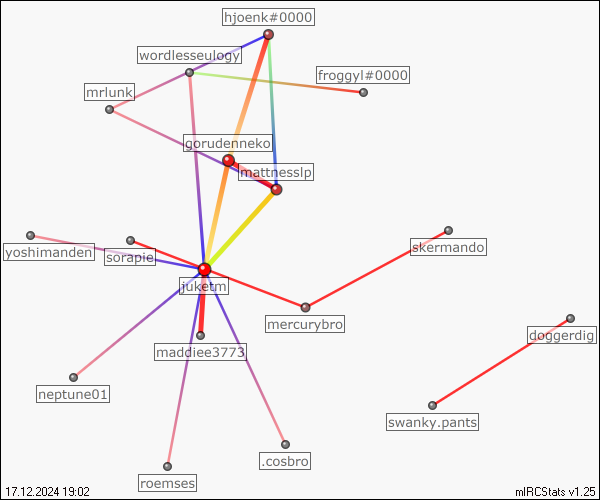 hjoenk#0000
wordlesseulogy
froggyl#0000
mrlunk
gorudenneko
mattnesslp
yoshimanden
sorapie
skermando
juketm
mercurybro
doggerdig
maddiee3773
neptune01
swanky.pants
.cosbro
roemses
17.12.2024 19:02
mIRCStats v1.25